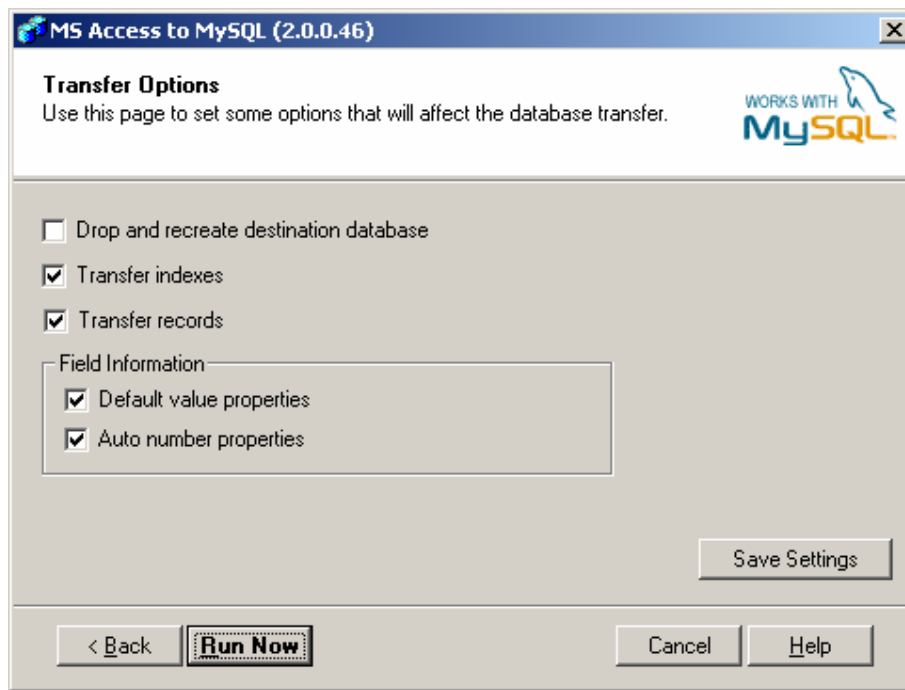 MS Access to MySQL (2.0.0.46)
Transfer Options
Use this page to set some options that will affect the database transfer.
WORKS WITH
MySQL
Drop and recreate destination database
Transfer indexes
Transfer records
Field Information
Default value properties
Auto number properties
Save Settings
< Back Run Now Cancel Help